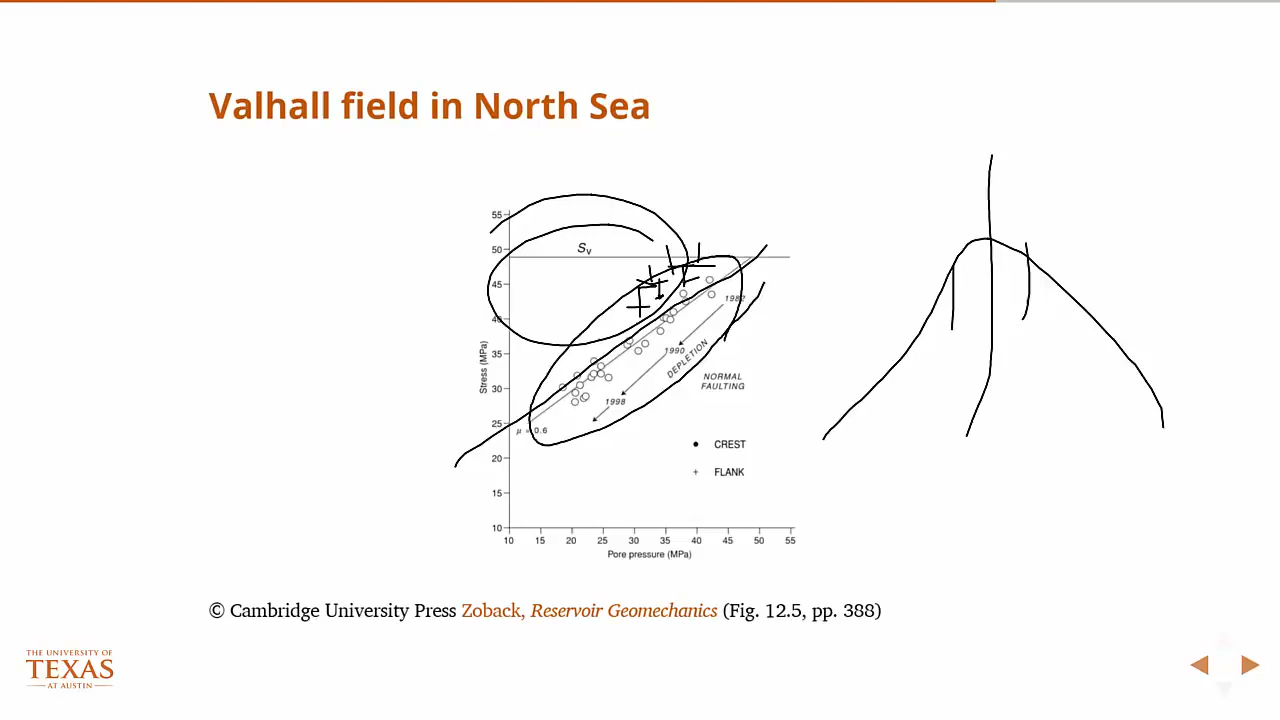 Valhall field in North Sea
55
50
45
40
35
30
25
20
15
10
Stress (MPa)
Sv
1982
1990
DEPLETION
1998
NORMAL
FAULTING
μ = 0.6
CREST
FLANK
10 15 20 25 30 35 40 45 50 55
Pore pressure (MPa)
© Cambridge University Press Zoback, Reservoir Geomechanics (Fig. 12.5, pp. 388)
THE UNIVERSITY OF
TEXAS
AT AUSTIN